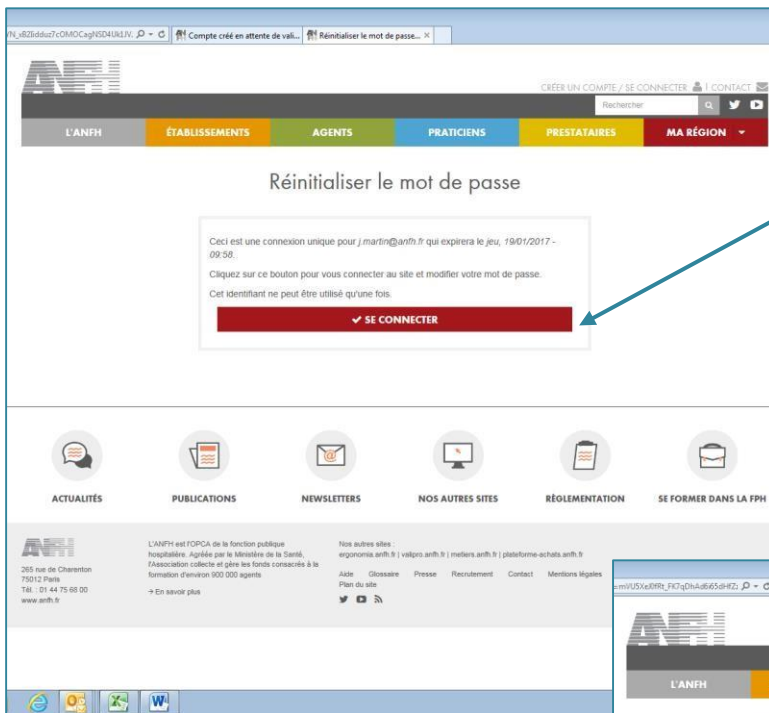 Compte créé en attente de vali...
Réinitialiser le mot de passe...
ANFH
CRÉER UN COMPTE / SE CONNECTER | CONTACT
Rechercher
L'ANFH ÉTABLISSEMENTS AGENTS PRATICIENS PRESTATAIRES MA RÉGION
Réinitialiser le mot de passe
Ceci est une connexion unique pour j.martin@anfh.fr qui expirera le jeu, 19/01/2017 -
09:58.
Cliquez sur ce bouton pour vous connecter au site et modifier votre mot de passe.
Cet identifiant ne peut être utilisé qu'une fois.
SE CONNECTER
ACTUALITÉS PUBLICATIONS NEWSLETTERS NOS AUTRES SITES RÈGLEMENTATION SE FORMER DANS LA FPH
ANFH
265 rue de Charenton
75012 Paris
Tél. : 01 44 75 68 00
www.anfh.fr
L'ANFH est l'OPCA de la fonction publique
hospitalière. Agréée par le Ministère de la Santé,
l'Association collecte et gère les fonds consacrés à la
formation d'environ 900 000 agents
→ En savoir plus
Nos autres sites :
ergonomia.anfh.fr | valipro.anfh.fr | metiers.anfh.fr | plateforme-achats.anfh.fr
Aide Glossaire Presse Recrutement Contact Mentions légales
Plan du site
ANFH
L'ANFH